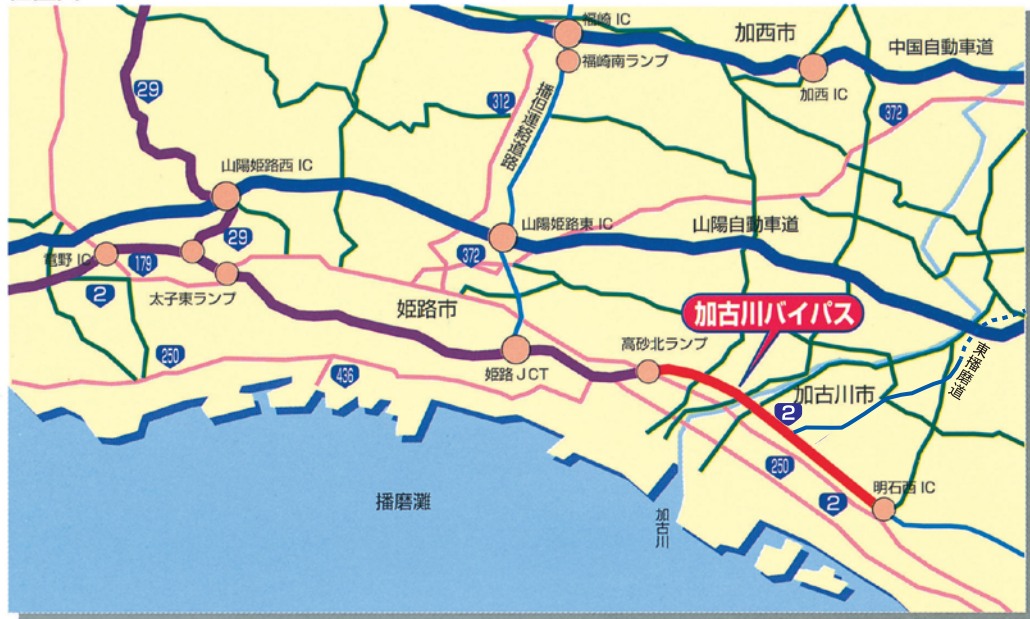 福崎 IC
加西市
中国自動車道
福崎南ランプ
加西 IC
29
312
播但連絡道路
372
山陽姫路西 IC
山陽姫路東 IC
山陽自動車道
29
372
竜野 IC
179
2
太子東ランプ
姫路市
加古川バイパス
高砂北ランプ
東播磨道
250
436
姫路 JCT
加古川市
2
250
明石西 IC
2
播磨灘
加古川